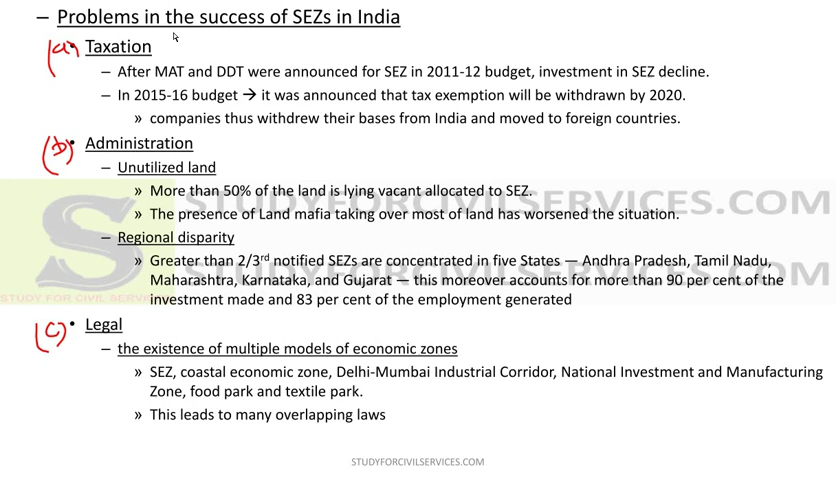 – Problems in the success of SEZs in India
(a) • Taxation
– After MAT and DDT were announced for SEZ in 2011-12 budget, investment in SEZ decline.
– In 2015-16 budget → it was announced that tax exemption will be withdrawn by 2020.
» companies thus withdrew their bases from India and moved to foreign countries.
(b) • Administration
– Unutilized land
» More than 50% of the land is lying vacant allocated to SEZ.
» The presence of Land mafia taking over most of land has worsened the situation.
STUDYFORCIVILSERVICES.COM
– Regional disparity
» Greater than 2/3rd notified SEZs are concentrated in five States — Andhra Pradesh, Tamil Nadu,
Maharashtra, Karnataka, and Gujarat — this moreover accounts for more than 90 per cent of the
STUDYFORCIVILSERVICES.COM
S
STUDY FOR CIVIL SERVIC
investment made and 83 per cent of the employment generated
(c) • Legal
– the existence of multiple models of economic zones
» SEZ, coastal economic zone, Delhi-Mumbai Industrial Corridor, National Investment and Manufacturing
Zone, food park and textile park.
» This leads to many overlapping laws
STUDYFORCIVILSERVICES.COM